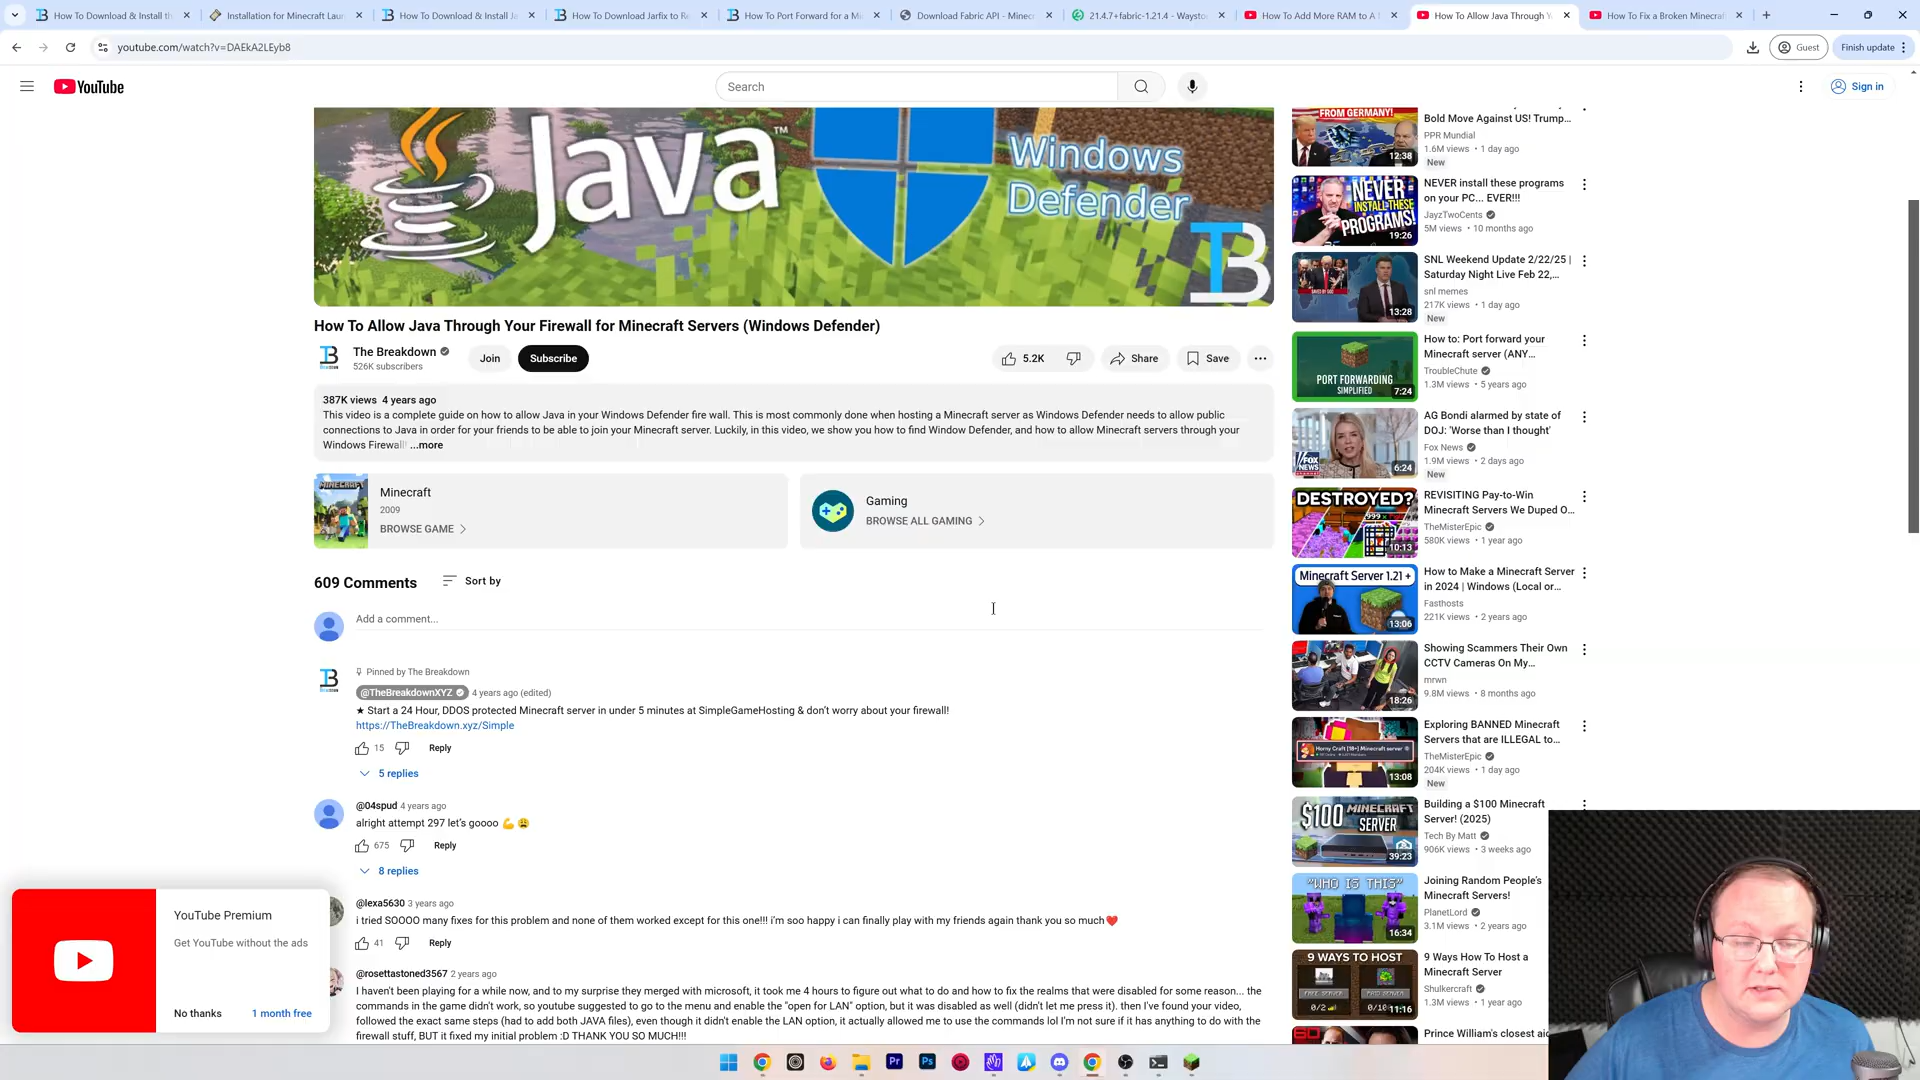 How To Download & Install th
Installation for Minecraft Laun
How To Download & Install Ja
How To Download Jarfix to Re
How To Port Forward for a Mi
Download Fabric API - Minec
21.4.7+fabric-1.21.4 - Wayston
How To Add More RAM to A
How To Allow Java Through Y
How To Fix a Broken Minecraft
youtube.com/watch?v=DAEkA2LEyb8
Guest
Finish update
YouTube
Search
Sign in
Java™
Windows
Defender
How To Allow Java Through Your Firewall for Minecraft Servers (Windows Defender)
The Breakdown
526K subscribers
Join
Subscribe
5.2K
Share
Save
387K views 4 years ago
This video is a complete guide on how to allow Java in your Windows Defender fire wall. This is most commonly done when hosting a Minecraft server as Windows Defender needs to allow public
connections to Java in order for your friends to be able to join your Minecraft server. Luckily, in this video, we show you how to find Window Defender, and how to allow Minecraft servers through your
Windows Firewall! ...more
MINECRAFT
Minecraft
2009
BROWSE GAME
Gaming
BROWSE ALL GAMING
609 Comments
Sort by
Add a comment...
Pinned by The Breakdown
@TheBreakdownXYZ 4 years ago (edited)
★ Start a 24 Hour, DDOS protected Minecraft server in under 5 minutes at SimpleGameHosting & don't worry about your firewall!
https://TheBreakdown.xyz/Simple
15
Reply
5 replies
@04spud 4 years ago
alright attempt 297 let's goooo 💪 😩
675
Reply
8 replies
@lexa5630 3 years ago
i tried SOOOO many fixes for this problem and none of them worked except for this one!!! i'm soo happy i can finally play with my friends again thank you so much❤️
41
Reply
@rosettastoned3567 2 years ago
I haven't been playing for a while now, and to my surprise they merged with microsoft, it took me 4 hours to figure out what to do and how to fix the realms that were disabled for some reason... the
commands in the game didn't work, so youtube suggested to go to the menu and enable the "open for LAN" option, but it was disabled as well (didn't let me press it). then I've found your video,
followed the exact same steps (had to add both JAVA files), even though it didn't enable the LAN option, it actually allowed me to use the commands lol I'm not sure if it has anything to do with the
firewall stuff, BUT it fixed my initial problem :D THANK YOU SO MUCH!!!
YouTube Premium
Get YouTube without the ads
No thanks
1 month free
FROM GERMANY!
12:38
Bold Move Against US! Trump...
PPR Mundial
1.6M views • 1 day ago
New
NEVER
INSTALL THESE
PROGRAMS!
19:26
NEVER install these programs
on your PC... EVER!!!
JayzTwoCents
5M views • 10 months ago
13:28
SNL Weekend Update 2/22/25 |
Saturday Night Live Feb 22,...
snl memes
217K views • 1 day ago
New
PORT FORWARDING
SIMPLIFIED
7:24
How to: Port forward your
Minecraft server (ANY...
TroubleChute
1.3M views • 5 years ago
FOX
NEWS
6:24
AG Bondi alarmed by state of
DOJ: 'Worse than I thought'
Fox News
1.9M views • 2 days ago
New
DESTROYED?
10:13
REVISITING Pay-to-Win
Minecraft Servers We Duped O...
TheMisterEpic
580K views • 1 year ago
Minecraft Server 1.21 +
13:06
How to Make a Minecraft Server
in 2024 | Windows (Local or...
Fasthosts
221K views • 2 years ago
18:26
Showing Scammers Their Own
CCTV Cameras On My...
mrwn
9.8M views • 8 months ago
Horny Craft [18+] Minecraft server
13:08
Exploring BANNED Minecraft
Servers that are ILLEGAL to...
TheMisterEpic
204K views • 1 day ago
New
$100 MINECRAFT
SERVER
39:23
Building a $100 Minecraft
Server! (2025)
Tech By Matt
906K views • 3 weeks ago
"WHO IS THIS"
16:34
Joining Random People's
Minecraft Servers!
PlanetLord
3.1M views • 2 years ago
9 WAYS TO HOST
FREE SERVER
0/2
11:16
9 Ways How To Host a
Minecraft Server
Shulkercraft
1.3M views • 1 year ago
Prince William's closest aid